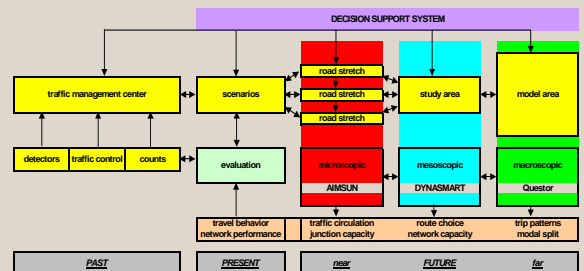 DECISION SUPPORT SYSTEM
road stretch
traffic management center
scenarios
road stretch
study area
model area
road stretch
detectors
traffic control
counts
evaluation
microscopic
mesoscopic
macroscopic
AIMSUN
DYNASMART
Questor
travel behavior
network performance
traffic circulation
junction capacity
route choice
network capacity
trip patterns
modal split
PAST
PRESENT
near
FUTURE
far